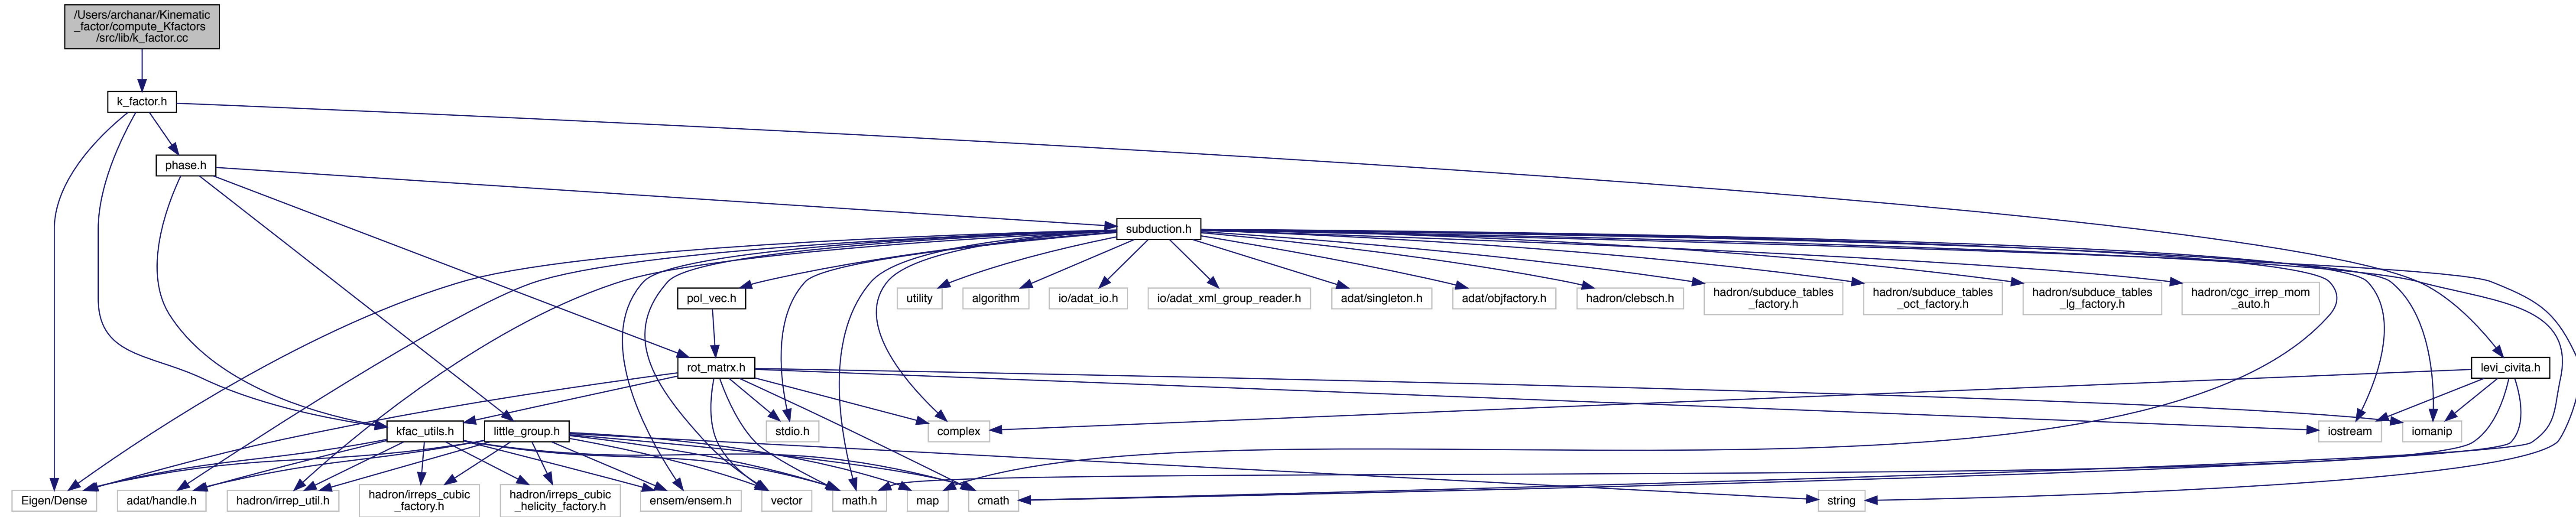 /Users/archanar/Kinematic
_factor/compute_Kfactors
/src/lib/k_factor.cc
k_factor.h
phase.h
subduction.h
pol_vec.h
utility
algorithm
io/adat_io.h
io/adat_xml_group_reader.h
adat/singleton.h
adat/objfactory.h
hadron/clebsch.h
hadron/subduce_tables
_factory.h
hadron/subduce_tables
_oct_factory.h
hadron/subduce_tables
_lg_factory.h
hadron/cgc_irrep_mom
_auto.h
rot_matrx.h
levi_civita.h
kfac_utils.h
little_group.h
stdio.h
complex
iostream
iomanip
Eigen/Dense
adat/handle.h
hadron/irrep_util.h
hadron/irreps_cubic
_factory.h
hadron/irreps_cubic
_helicity_factory.h
ensem/ensem.h
vector
math.h
map
cmath
string